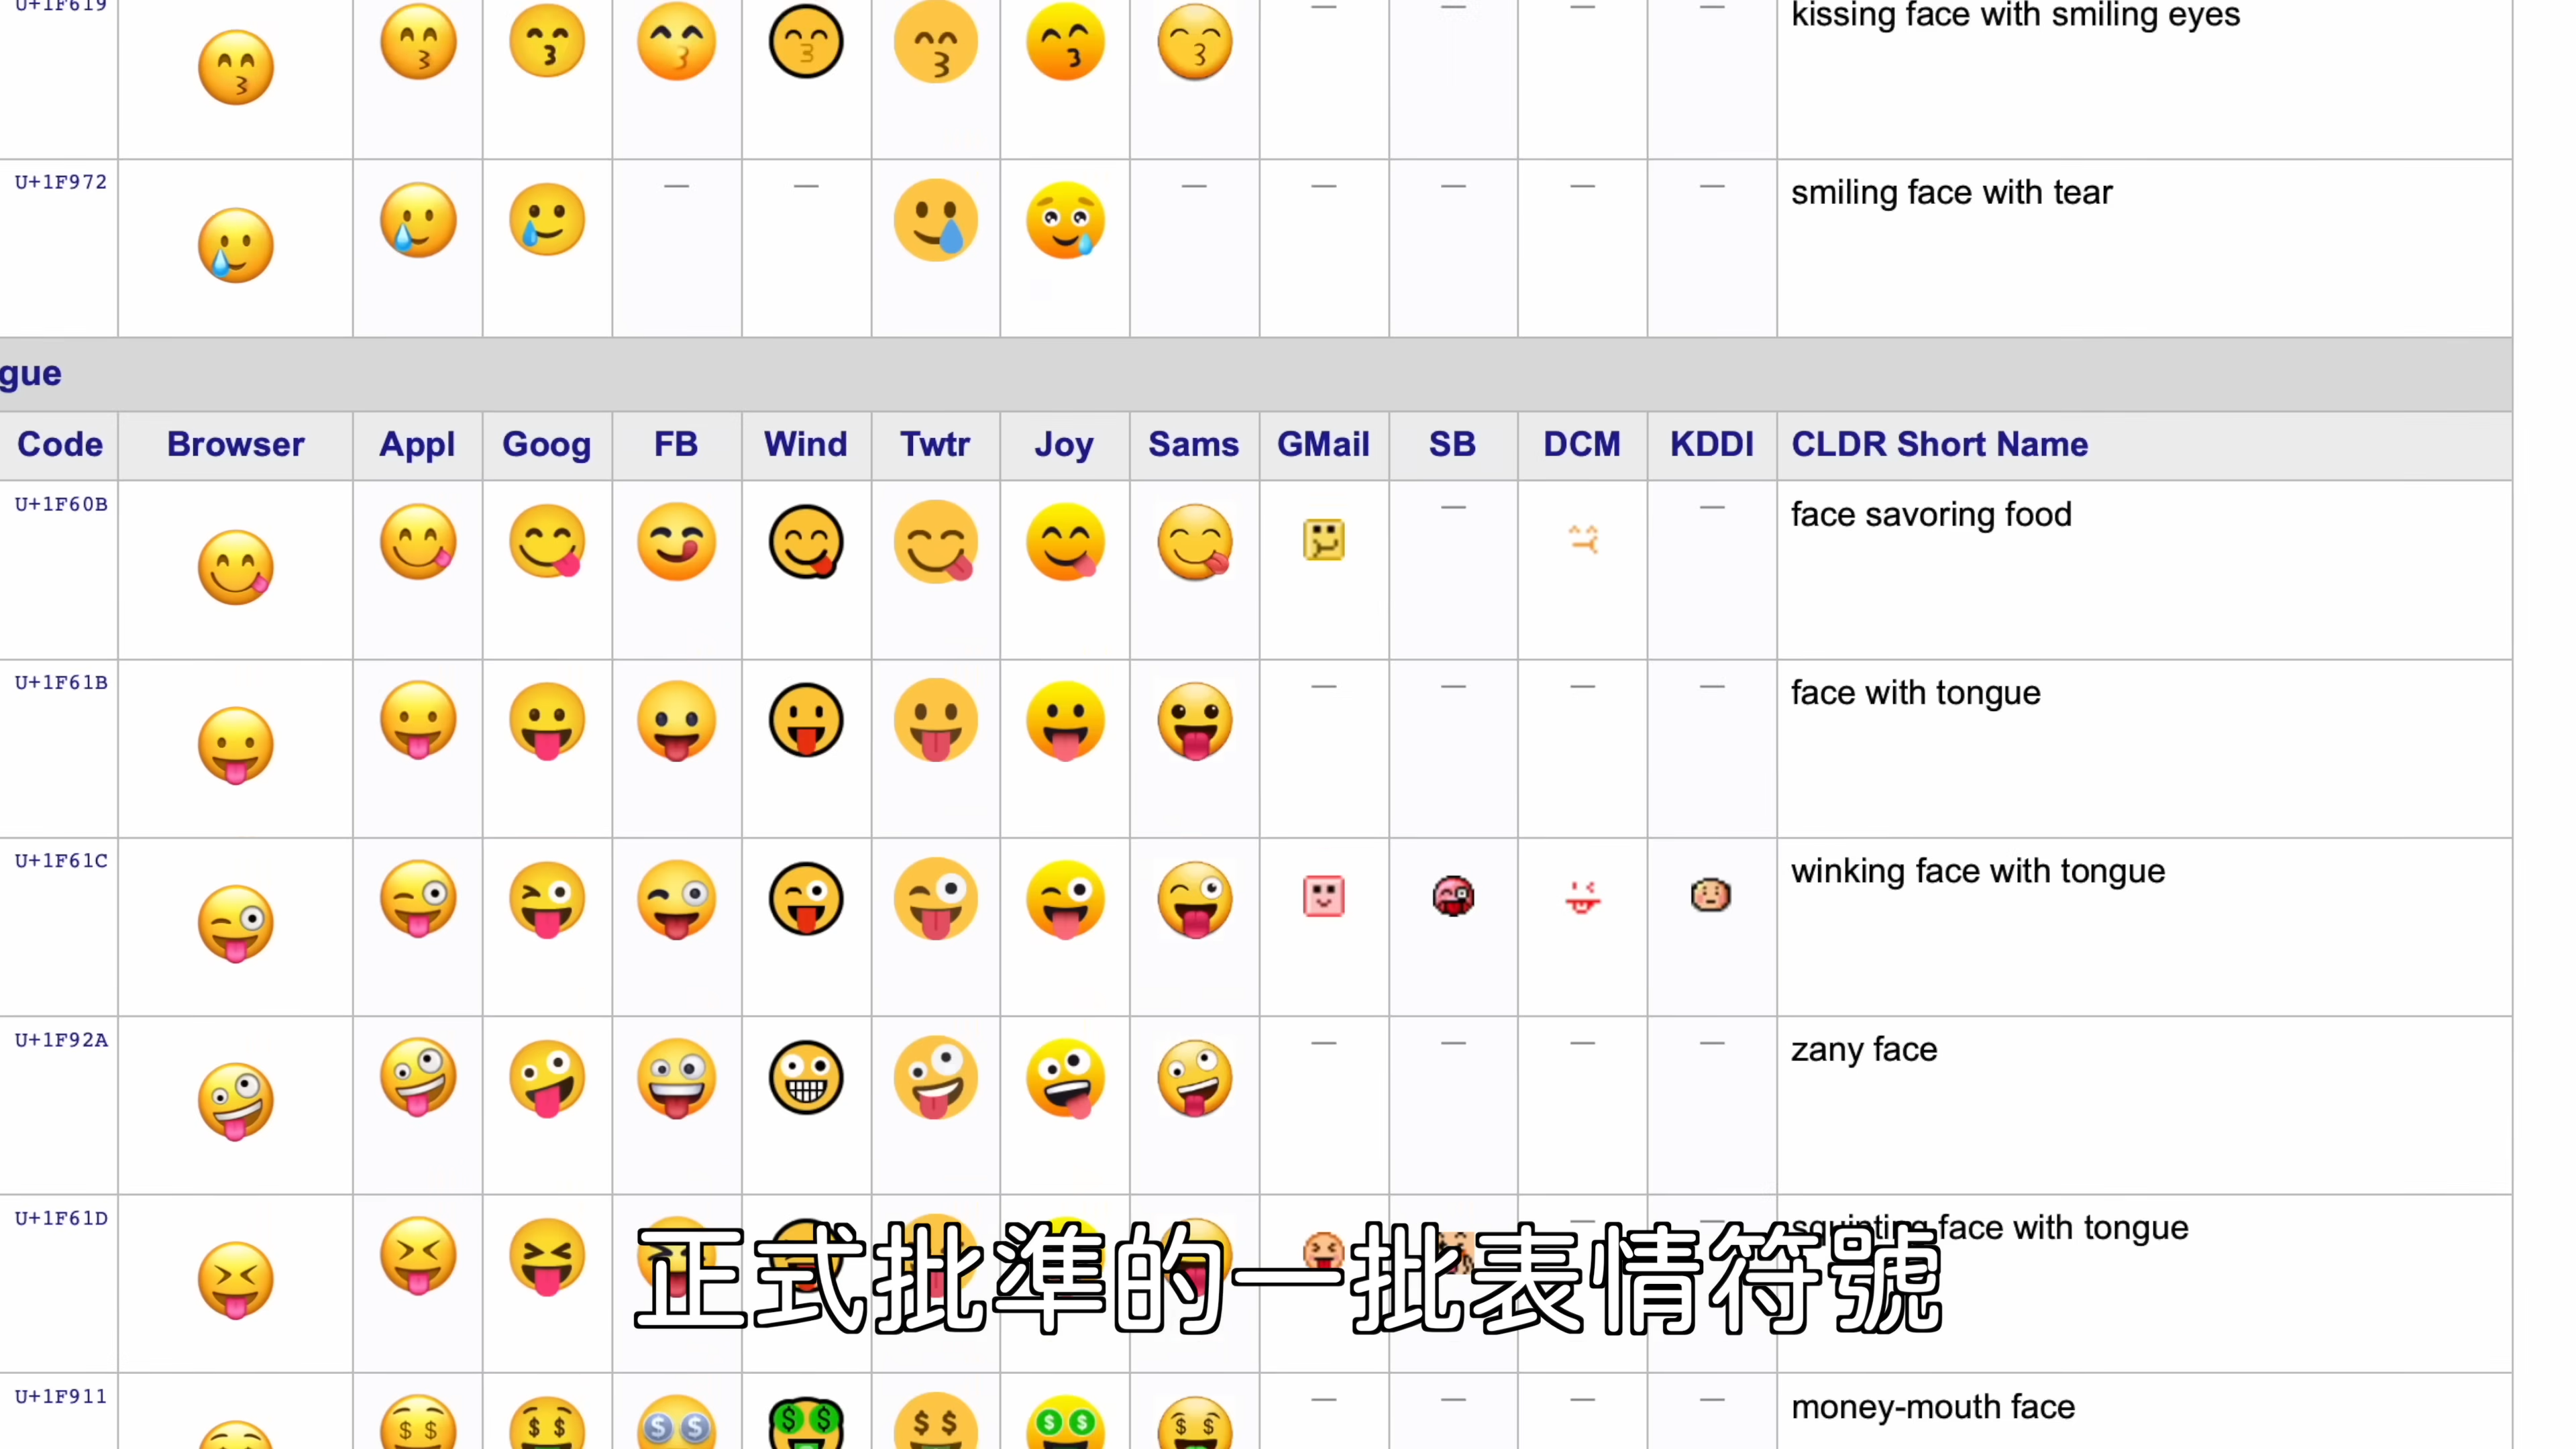 U+1F619 kissing face with smiling eyes
U+1F972 — — — — — — — smiling face with tear
gue
Code Browser Appl Goog FB Wind Twtr Joy Sams GMail SB DCM KDDI CLDR Short Name
U+1F60B — — face savoring food
U+1F61B — — — — face with tongue
U+1F61C winking face with tongue
U+1F92A — — — — zany face
U+1F61D — — squinting face with tongue
正式批準的一批表情符號
U+1F911 — — — — money-mouth face